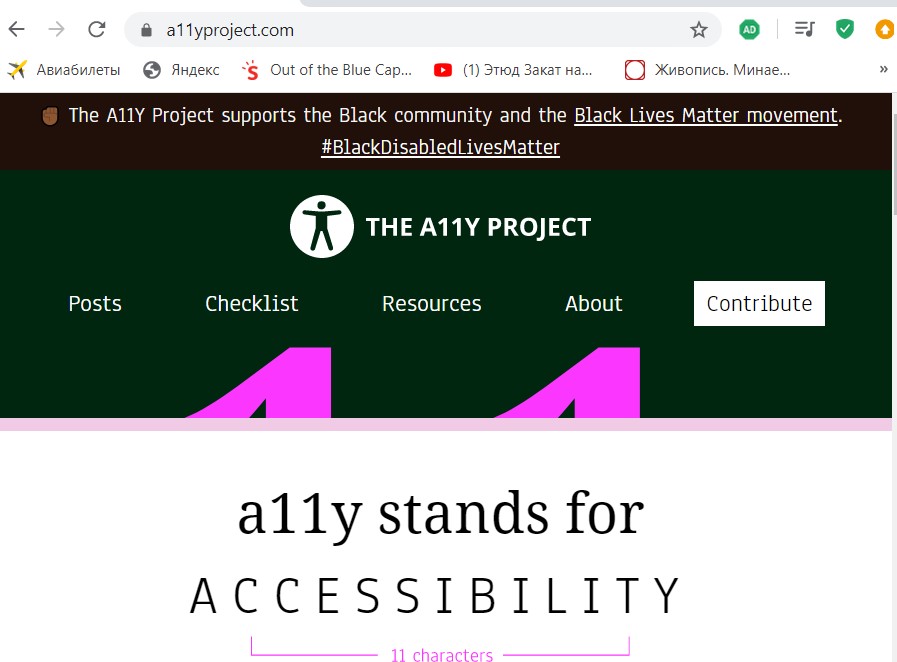 a11yproject.com
AD
Авиабилеты Яндекс Out of the Blue Cap... (1) Этюд Закат на... Живопись. Минае... »
The A11Y Project supports the Black community and the Black Lives Matter movement.
#BlackDisabledLivesMatter
THE A11Y PROJECT
Posts Checklist Resources About Contribute
a11y stands for
ACCESSIBILITY
11 characters